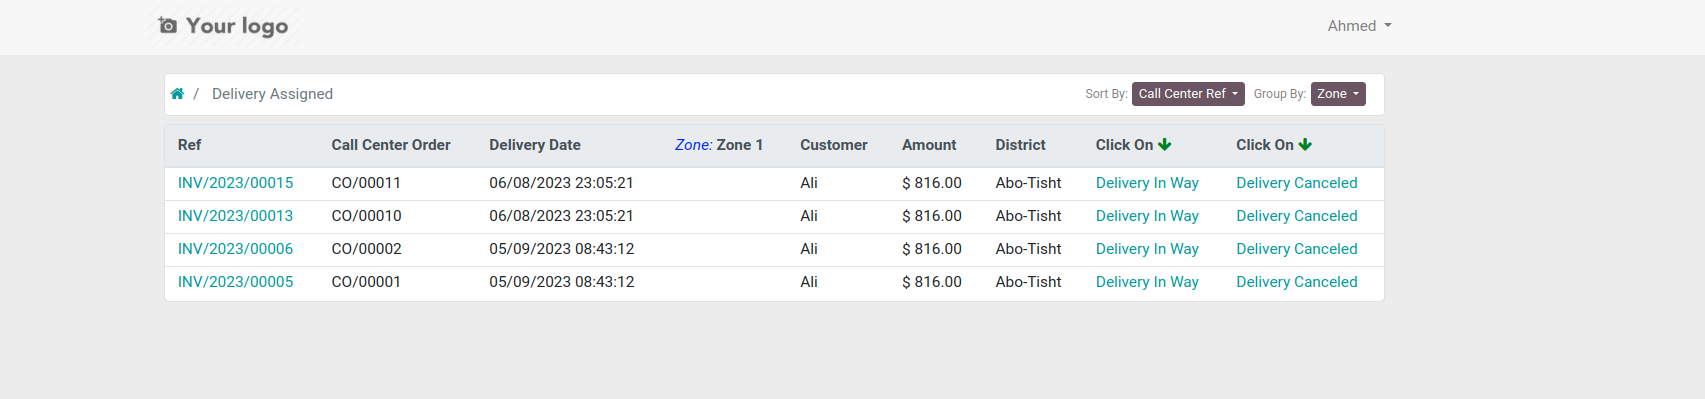 Your logo
Ahmed
/ Delivery Assigned Sort By: Call Center Ref Group By: Zone
Ref Call Center Order Delivery Date Zone: Zone 1 Customer Amount District Click On Click On
INV/2023/00015 CO/00011 06/08/2023 23:05:21 Ali $ 816.00 Abo-Tisht Delivery In Way Delivery Canceled
INV/2023/00013 CO/00010 06/08/2023 23:05:21 Ali $ 816.00 Abo-Tisht Delivery In Way Delivery Canceled
INV/2023/00006 CO/00002 05/09/2023 08:43:12 Ali $ 816.00 Abo-Tisht Delivery In Way Delivery Canceled
INV/2023/00005 CO/00001 05/09/2023 08:43:12 Ali $ 816.00 Abo-Tisht Delivery In Way Delivery Canceled